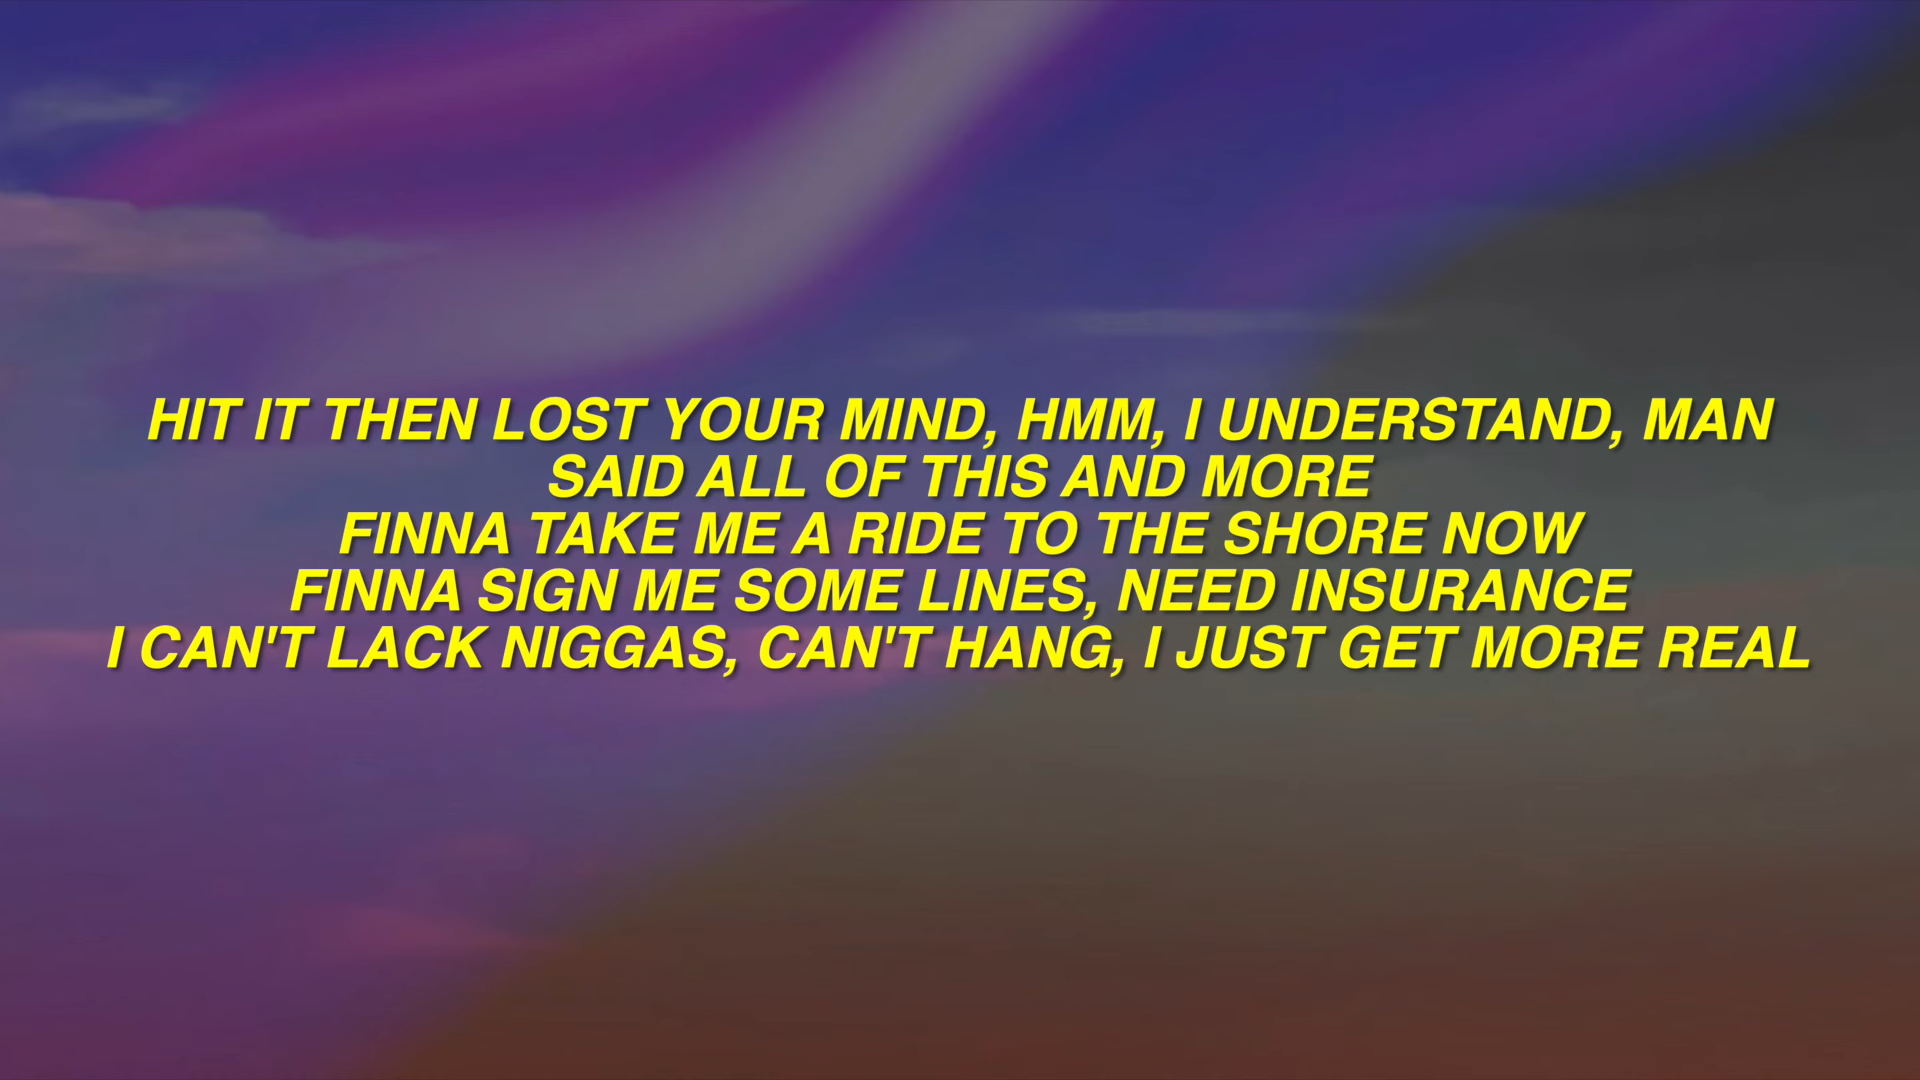 HIT IT THEN LOST YOUR MIND, HMM, I UNDERSTAND, MAN
SAID ALL OF THIS AND MORE
FINNA TAKE ME A RIDE TO THE SHORE NOW
FINNA SIGN ME SOME LINES, NEED INSURANCE
I CAN'T LACK NIGGAS, CAN'T HANG, I JUST GET MORE REAL